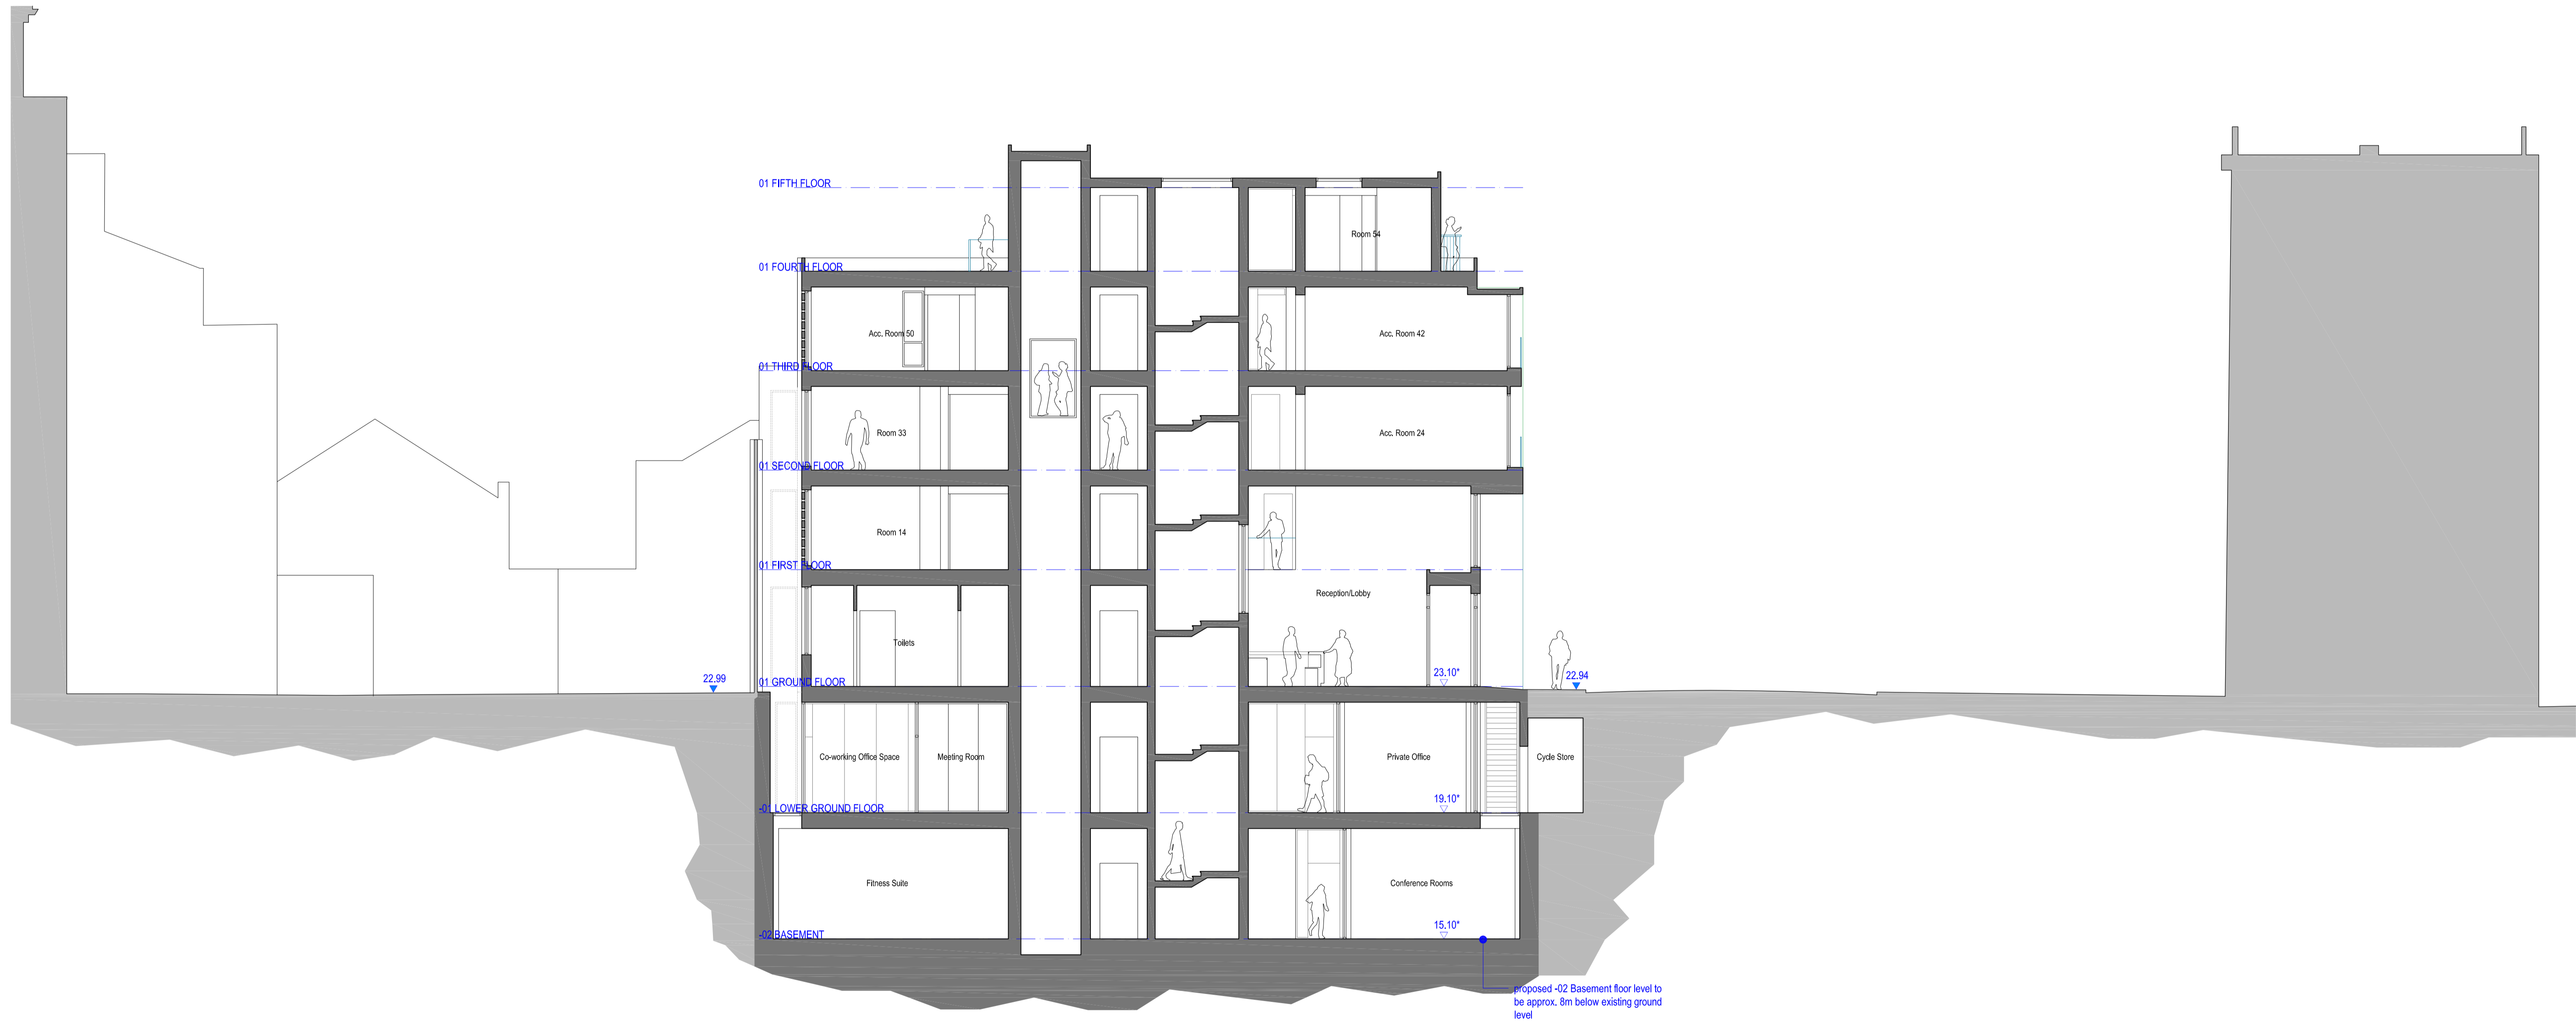 01 FIFTH FLOOR
Room 54
01 FOURTH FLOOR
Acc. Room 50
Acc. Room 42
01 THIRD FLOOR
Room 33
Acc. Room 24
01 SECOND FLOOR
Room 14
01 FIRST FLOOR
Reception/Lobby
Toilets
22.99
01 GROUND FLOOR
23.10*
22.94
Co-working Office Space
Meeting Room
Private Office
Cycle Store
-01 LOWER GROUND FLOOR
19.10*
Fitness Suite
Conference Rooms
-02 BASEMENT
15.10*
proposed -02 Basement floor level to
be approx. 8m below existing ground
level